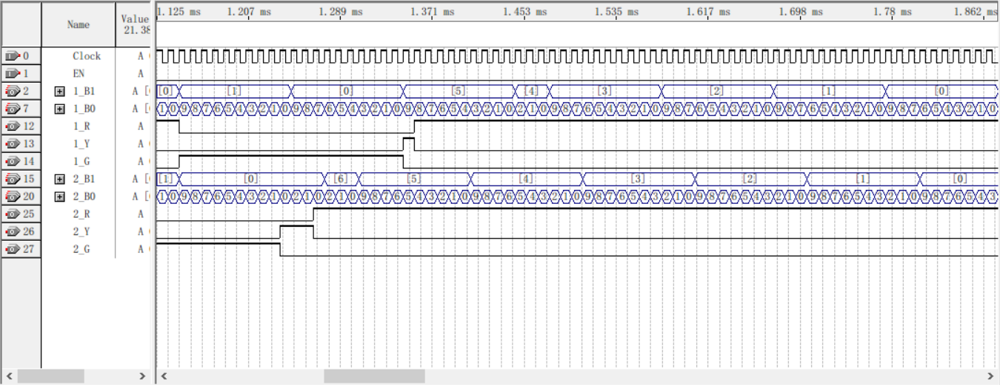 Name
Value
21.38
1.125 ms 1.207 ms 1.289 ms 1.371 ms 1.453 ms 1.535 ms 1.617 ms 1.698 ms 1.78 ms 1.862 ms
0 Clock A
1 EN A
2 1_B1 A [ [0] [1] [0] [5] [4] [3] [2] [1] [0]
7 1_B0 A [ 1 0 9 8 7 6 5 4 3 2 1 0 9 8 7 6 5 4 3 2 1 0 9 8 7 6 5 4 3 2 1 0 2 1 0 9 8 7 6 5 4 3 2 1 0 9 8 7 6 5 4 3 2 1 0 9 8 7 6 5 4 3 2 1 0 9 8 7 6 5 4 3 2 1 0
12 1_R A
13 1_Y A
14 1_G A
15 2_B1 A [ [1] [0] [6] [5] [4] [3] [2] [1] [0]
20 2_B0 A [ 1 0 9 8 7 6 5 4 3 2 1 0 2 1 0 2 1 0 9 8 7 6 5 4 3 2 1 0 9 8 7 6 5 4 3 2 1 0 9 8 7 6 5 4 3 2 1 0 9 8 7 6 5 4 3 2 1 0 9 8 7 6 5 4 3 2 1 0 9 8 7 6 5 4 3
25 2_R A
26 2_Y A
27 2_G A